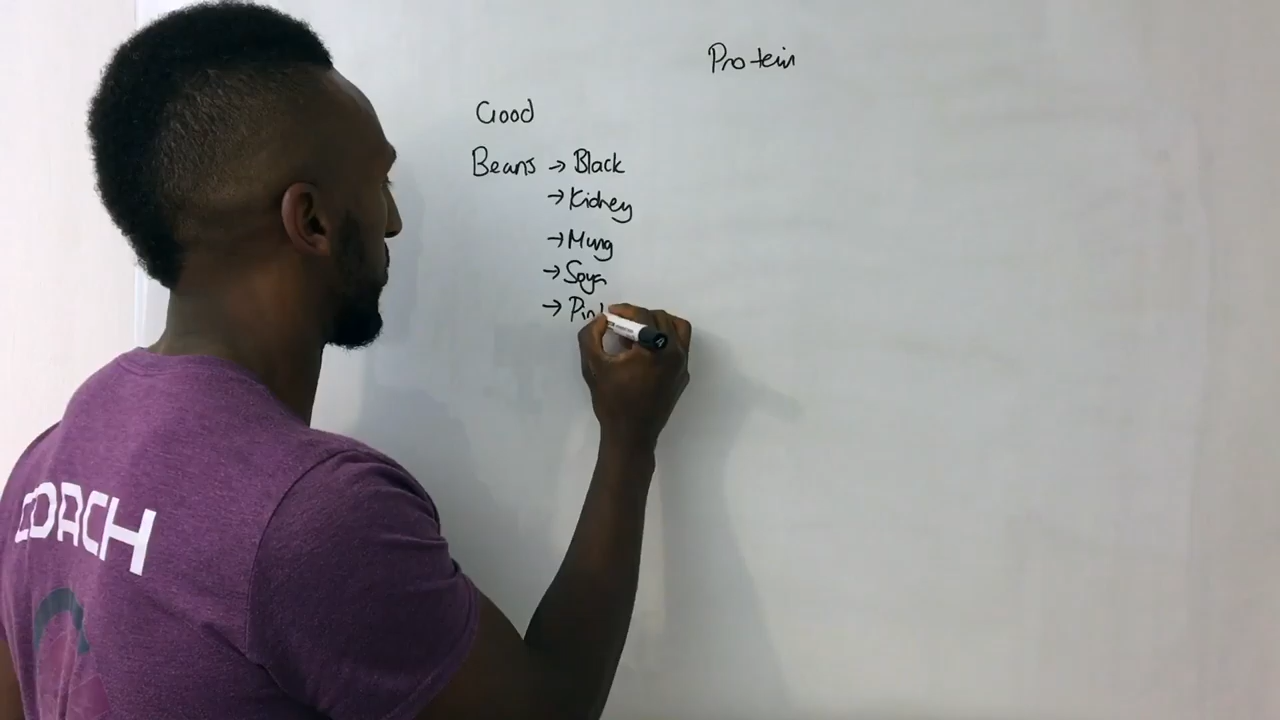 Protein
Good
Beans → Black
→ Kidney
→ Mung
→ Soya
→ Pin
COACH